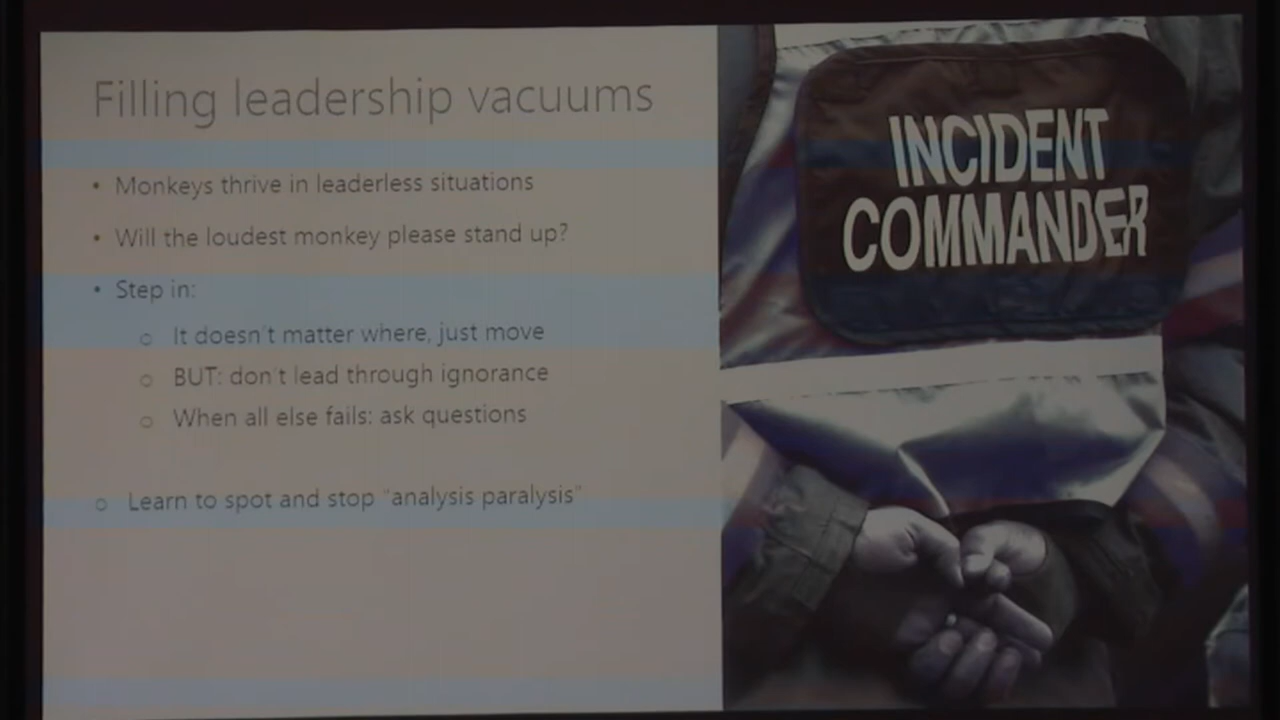 Filling leadership vacuums
• Monkeys thrive in leaderless situations
• Will the loudest monkey please stand up?
• Step in:
o It doesn't matter where, just move
o BUT: don't lead through ignorance
o When all else fails: ask questions
o Learn to spot and stop "analysis paralysis"
INCIDENT
COMMANDER